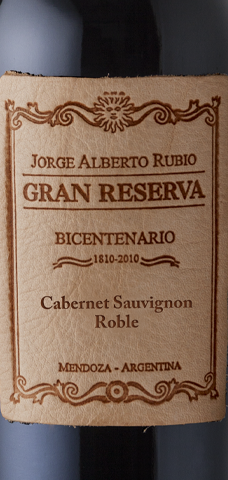 JORGE ALBERTO RUBIO
GRAN RESERVA
BICENTENARIO
1810-2010
Cabernet Sauvignon
Roble
MENDOZA - ARGENTINA